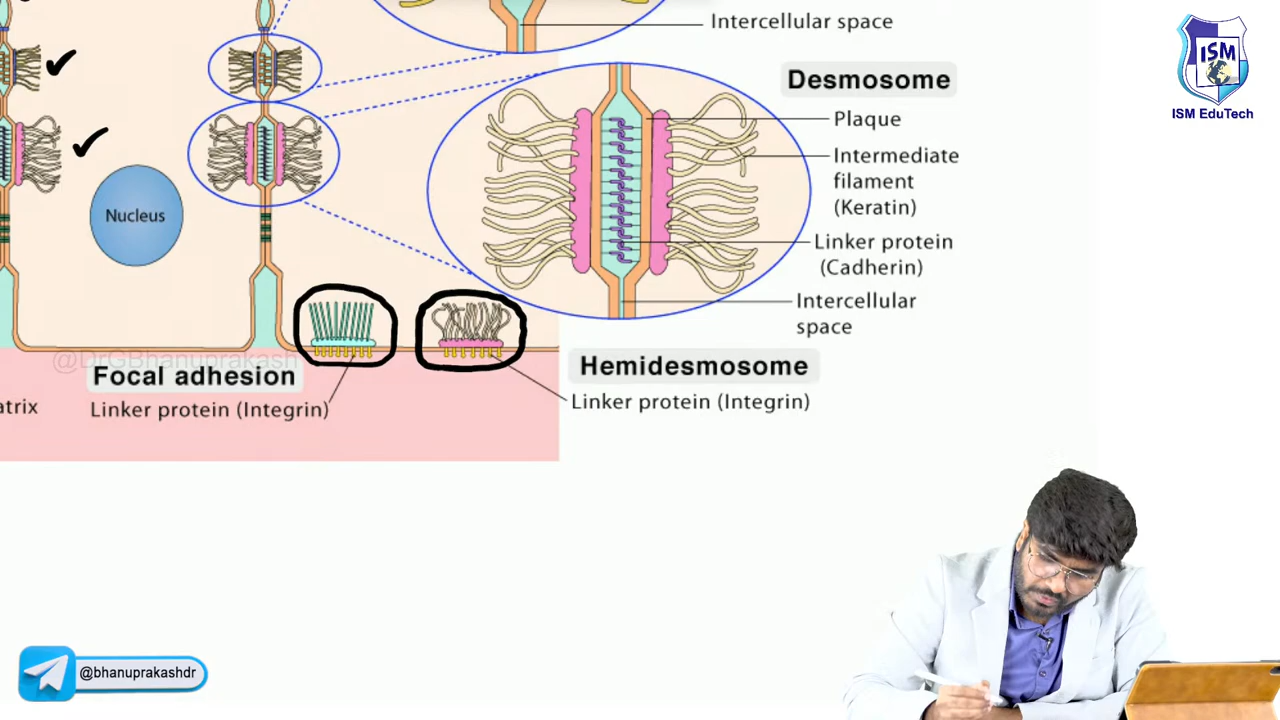 Intercellular space
Desmosome
Plaque
Intermediate
filament
(Keratin)
Linker protein
(Cadherin)
Intercellular
space
Nucleus
@DrGBhanuprakash
Focal adhesion
Linker protein (Integrin)
Hemidesmosome
Linker protein (Integrin)
atrix
ISM
ISM EduTech
@bhanuprakashdr